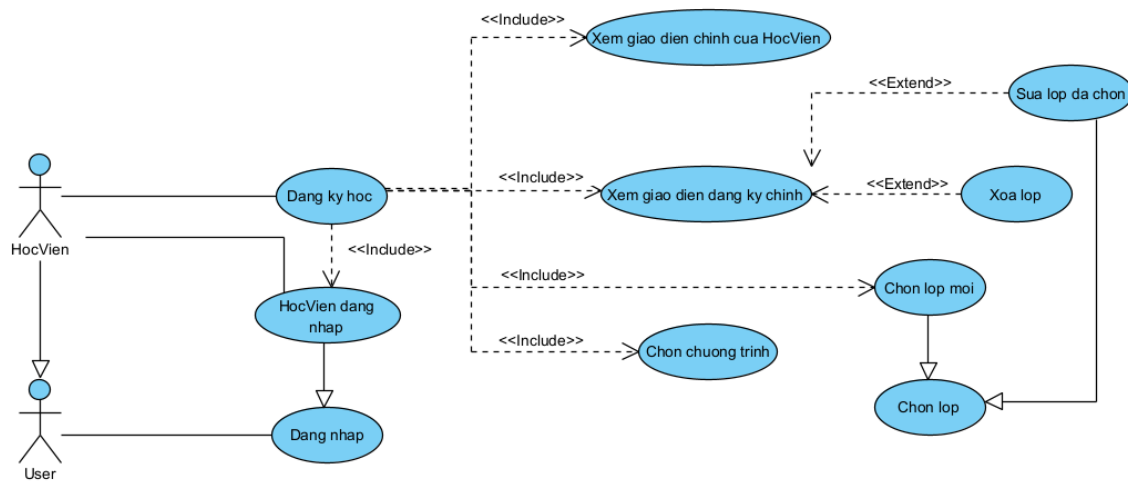 <<Include>>
Xem giao dien chinh cua HocVien
<<Extend>>
Sua lop da chon
<<Include>>
<<Extend>>
Dang ky hoc
Xem giao dien dang ky chinh
Xoa lop
HocVien
<<Include>>
<<Include>>
Chon lop moi
HocVien dang
nhap
<<Include>>
Chon chuong trinh
Chon lop
Dang nhap
User